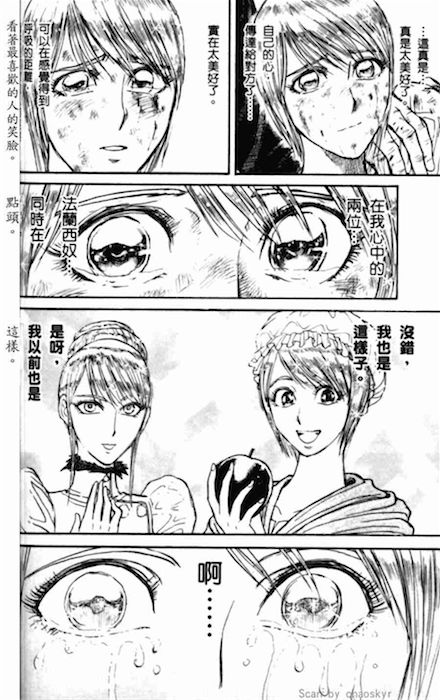 …這真是…
真是太美好了。
自己的心，
傳達給對方了…
實在太美好了。
可以在感覺得到
呼吸的距離，
看著最喜歡的人的笑臉。
在我心中的
兩位…
法蘭西奴…
同時在
點頭。
沒錯，
我也是
這樣子。
是呀，
我以前也是
這樣。
啊……
Scan by chaoskyr